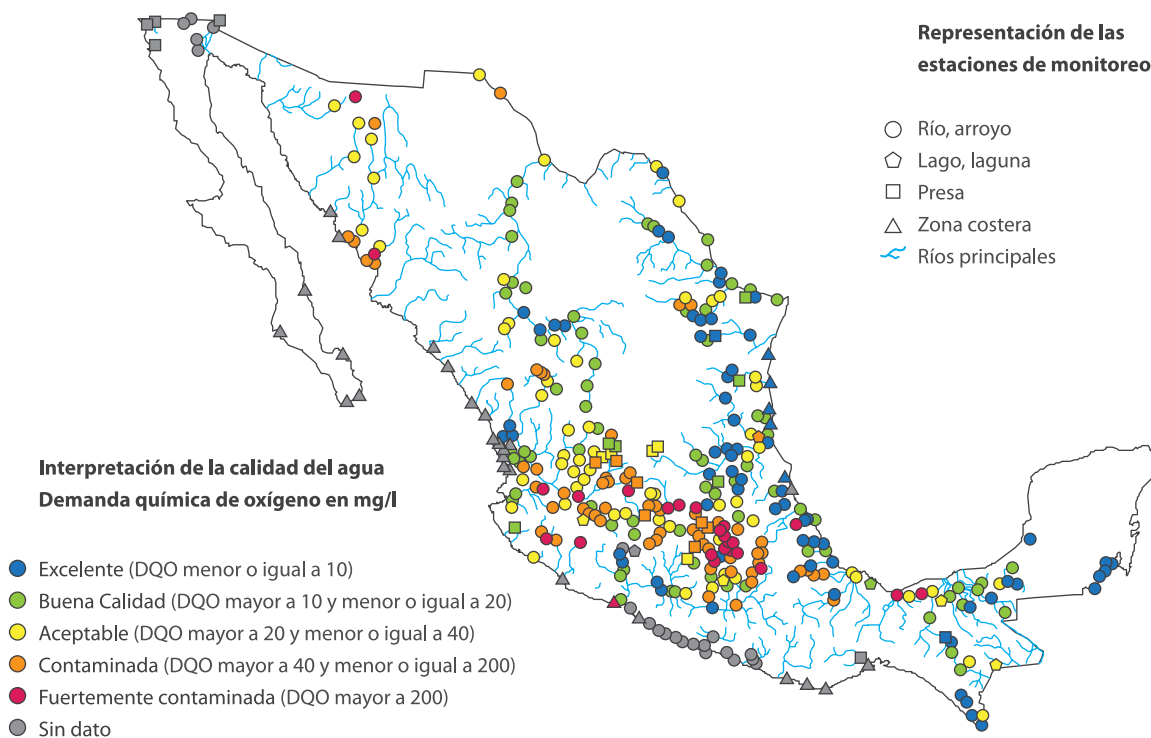 Representación de las
estaciones de monitoreo
Río, arroyo
Lago, laguna
Presa
Zona costera
Ríos principales
Interpretación de la calidad del agua
Demanda química de oxígeno en mg/l
Excelente (DQO menor o igual a 10)
Buena Calidad (DQO mayor a 10 y menor o igual a 20)
Aceptable (DQO mayor a 20 y menor o igual a 40)
Contaminada (DQO mayor a 40 y menor o igual a 200)
Fuertemente contaminada (DQO mayor a 200)
Sin dato